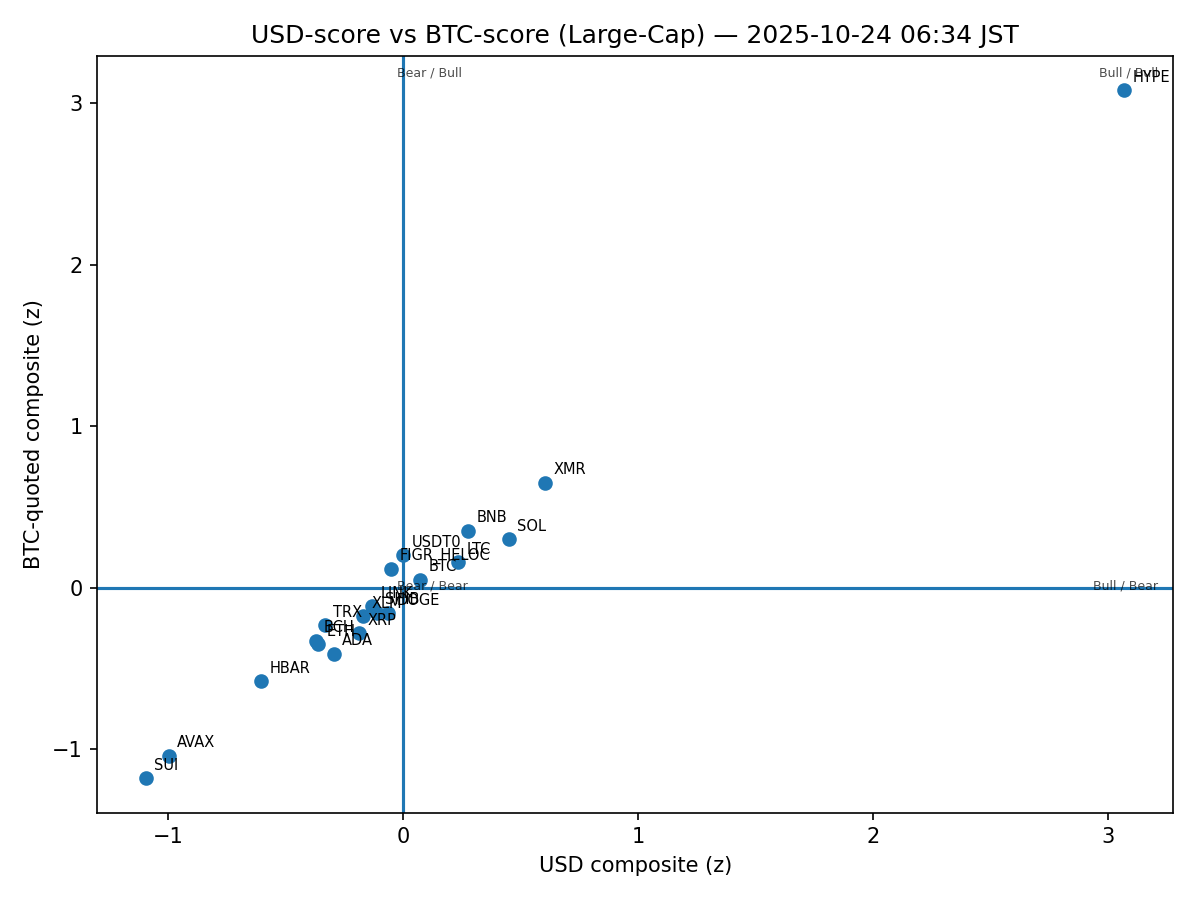 USD-score vs BTC-score (Large-Cap) — 2025-10-24 06:34 JST
Bear / Bull
Bull / Bull
HYPE
3
2
XMR
1
BNB
SOL
USDT0
LTC
FIGR_HELOC
BTC
0
Bear / Bear
Bull / Bear
LINK
DOGE
XLM
TRX
XRP
BCH
ETH
ADA
HBAR
−1
AVAX
SUI
−1
0
1
2
3
USD composite (z)
BTC-quoted composite (z)